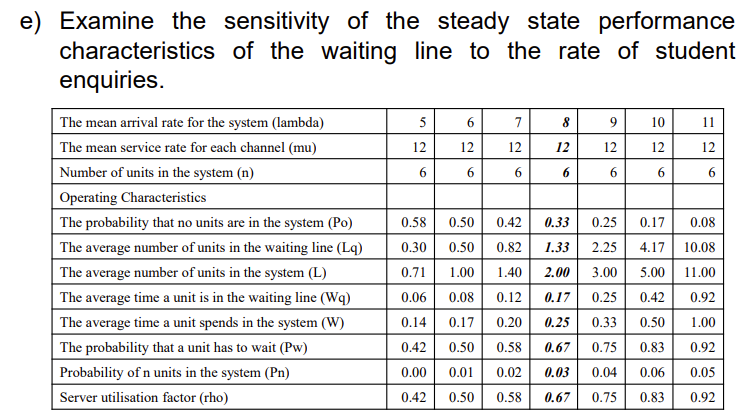 e) Examine the sensitivity of the steady state performance
characteristics of the waiting line to the rate of student
enquiries.
The mean arrival rate for the system (lambda) 5 6 7 8 9 10 11
The mean service rate for each channel (mu) 12 12 12 12 12 12 12
Number of units in the system (n) 6 6 6 6 6 6 6
Operating Characteristics
The probability that no units are in the system (Po) 0.58 0.50 0.42 0.33 0.25 0.17 0.08
The average number of units in the waiting line (Lq) 0.30 0.50 0.82 1.33 2.25 4.17 10.08
The average number of units in the system (L) 0.71 1.00 1.40 2.00 3.00 5.00 11.00
The average time a unit is in the waiting line (Wq) 0.06 0.08 0.12 0.17 0.25 0.42 0.92
The average time a unit spends in the system (W) 0.14 0.17 0.20 0.25 0.33 0.50 1.00
The probability that a unit has to wait (Pw) 0.42 0.50 0.58 0.67 0.75 0.83 0.92
Probability of n units in the system (Pn) 0.00 0.01 0.02 0.03 0.04 0.06 0.05
Server utilisation factor (rho) 0.42 0.50 0.58 0.67 0.75 0.83 0.92